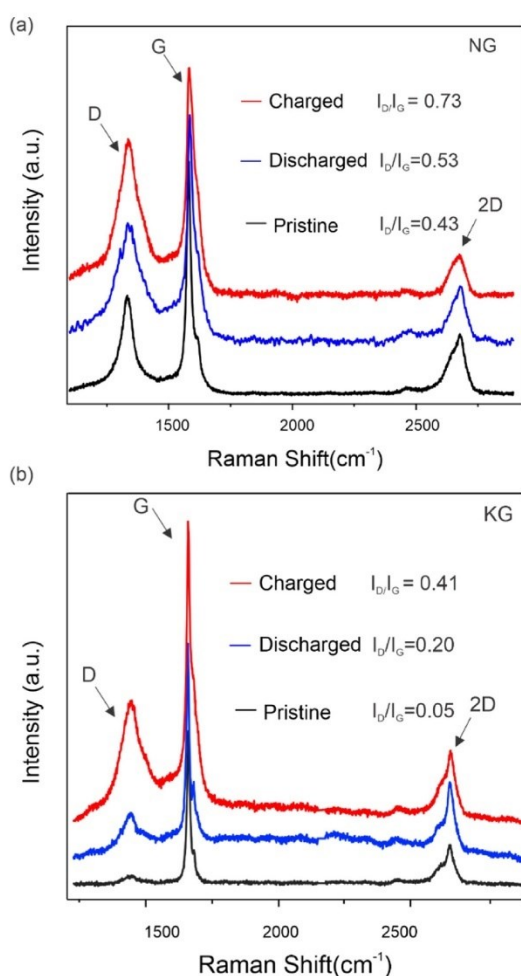 (a)
NG
G
D
Charged I_D/I_G = 0.73
Discharged I_D/I_G=0.53
Pristine I_D/I_G=0.43
2D
Intensity (a.u.)
1500 2000 2500
Raman Shift(cm⁻¹)
(b)
KG
G
D
Charged I_D/I_G = 0.41
Discharged I_D/I_G=0.20
Pristine I_D/I_G=0.05
2D
Intensity (a.u.)
1500 2000 2500
Raman Shift(cm⁻¹)